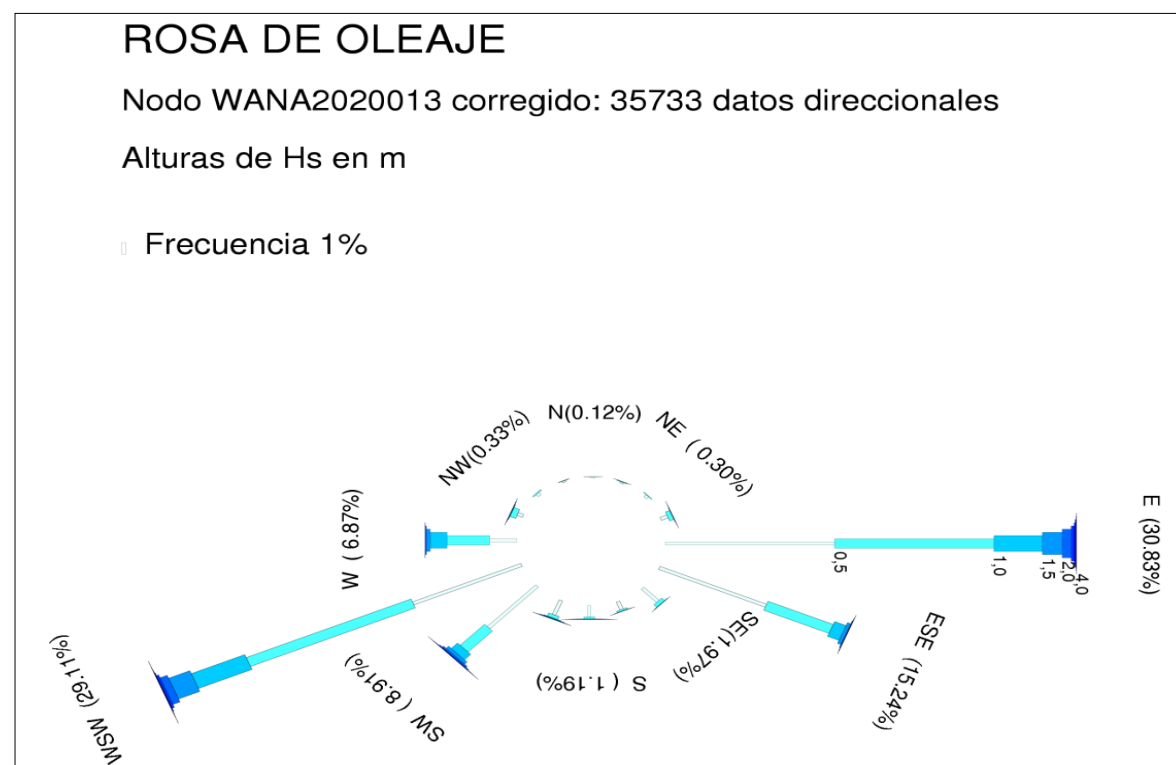 ROSA DE OLEAJE
Nodo WANA2020013 corregido: 35733 datos direccionales
Alturas de Hs en m
Frecuencia 1%
N(0.12%)
NE ( 0.30%)
NW(0.33%)
W ( 6.87%)
E (30.83%)
0,5
1,0
1,5
2,0
4,0
ESE (15.24%)
SE(1.97%)
S ( 1.19%)
SW ( 8.91%)
WSW (29.11%)